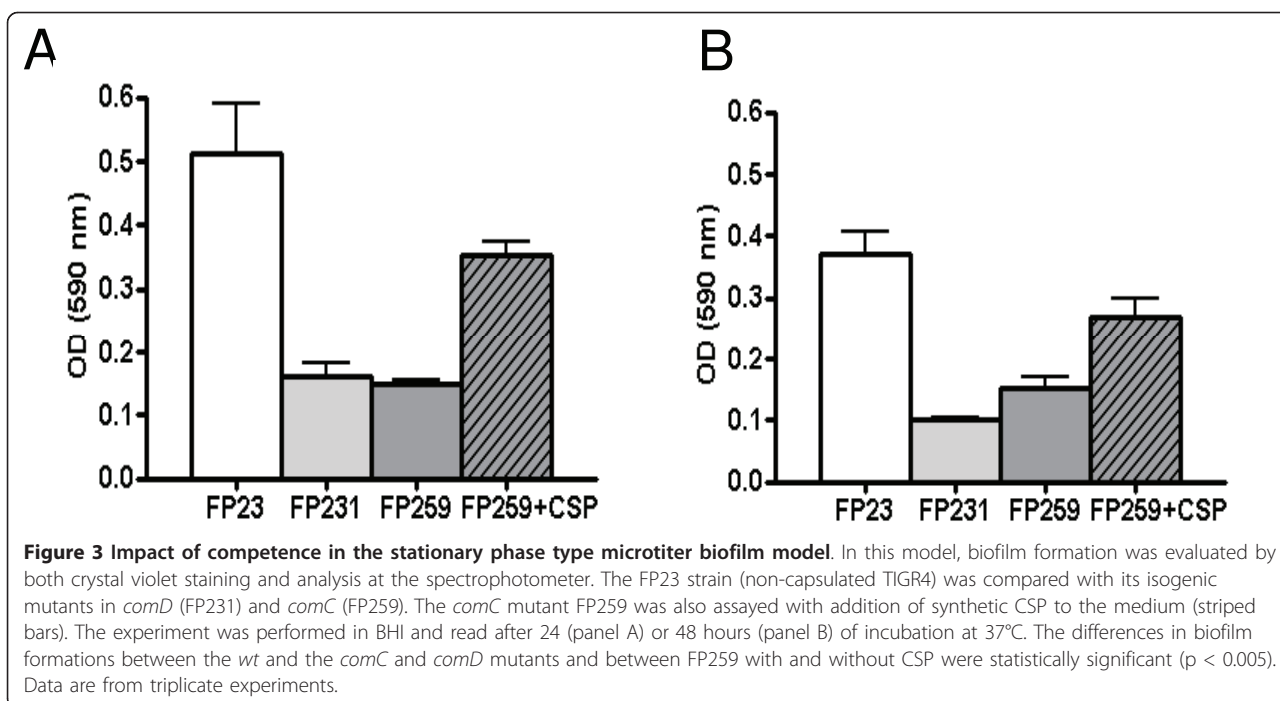 A
B
OD (590 nm)
0.6
0.5
0.4
0.3
0.2
0.1
0.0
FP23 FP231 FP259 FP259+CSP
OD (590 nm)
0.6
0.5
0.4
0.3
0.2
0.1
0.0
FP23 FP231 FP259 FP259+CSP
Figure 3 Impact of competence in the stationary phase type microtiter biofilm model. In this model, biofilm formation was evaluated by
both crystal violet staining and analysis at the spectrophotometer. The FP23 strain (non-capsulated TIGR4) was compared with its isogenic
mutants in comD (FP231) and comC (FP259). The comC mutant FP259 was also assayed with addition of synthetic CSP to the medium (striped
bars). The experiment was performed in BHI and read after 24 (panel A) or 48 hours (panel B) of incubation at 37°C. The differences in biofilm
formations between the wt and the comC and comD mutants and between FP259 with and without CSP were statistically significant (p < 0.005).
Data are from triplicate experiments.